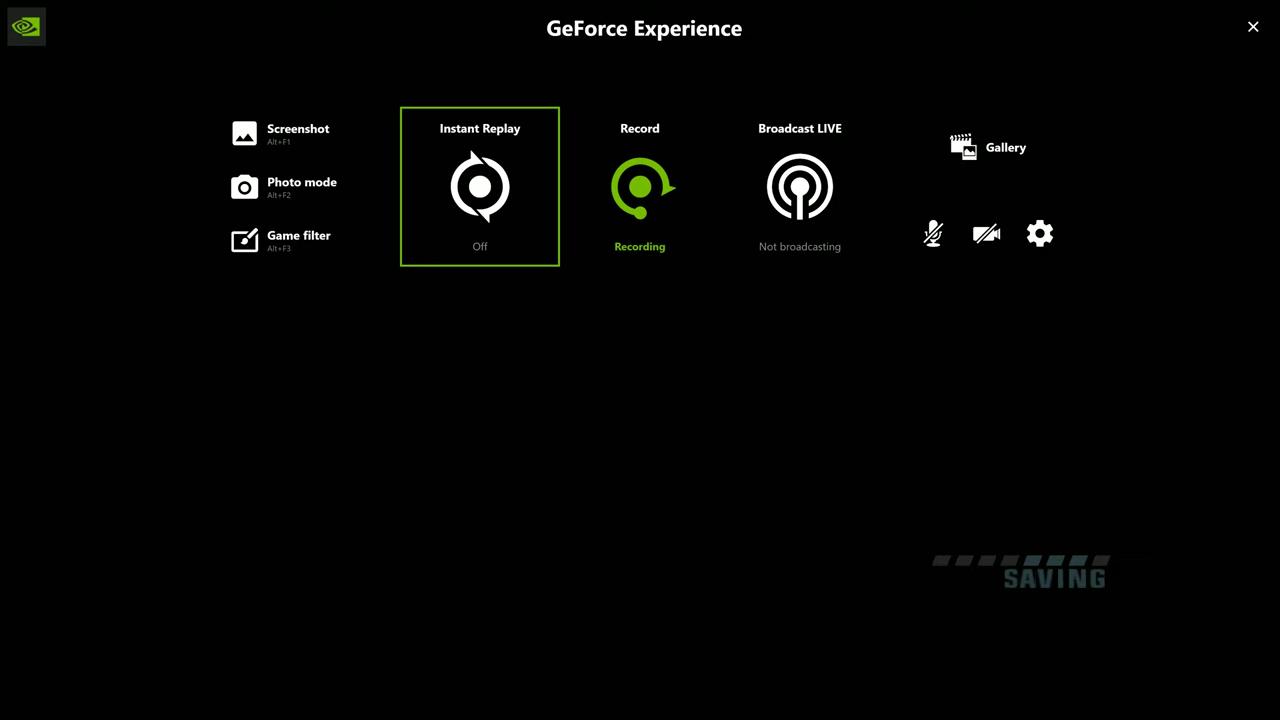 GeForce Experience
Screenshot
Alt+F1
Photo mode
Alt+F2
Game filter
Alt+F3
Instant Replay
Off
Record
Recording
Broadcast LIVE
Not broadcasting
Gallery
SAVING